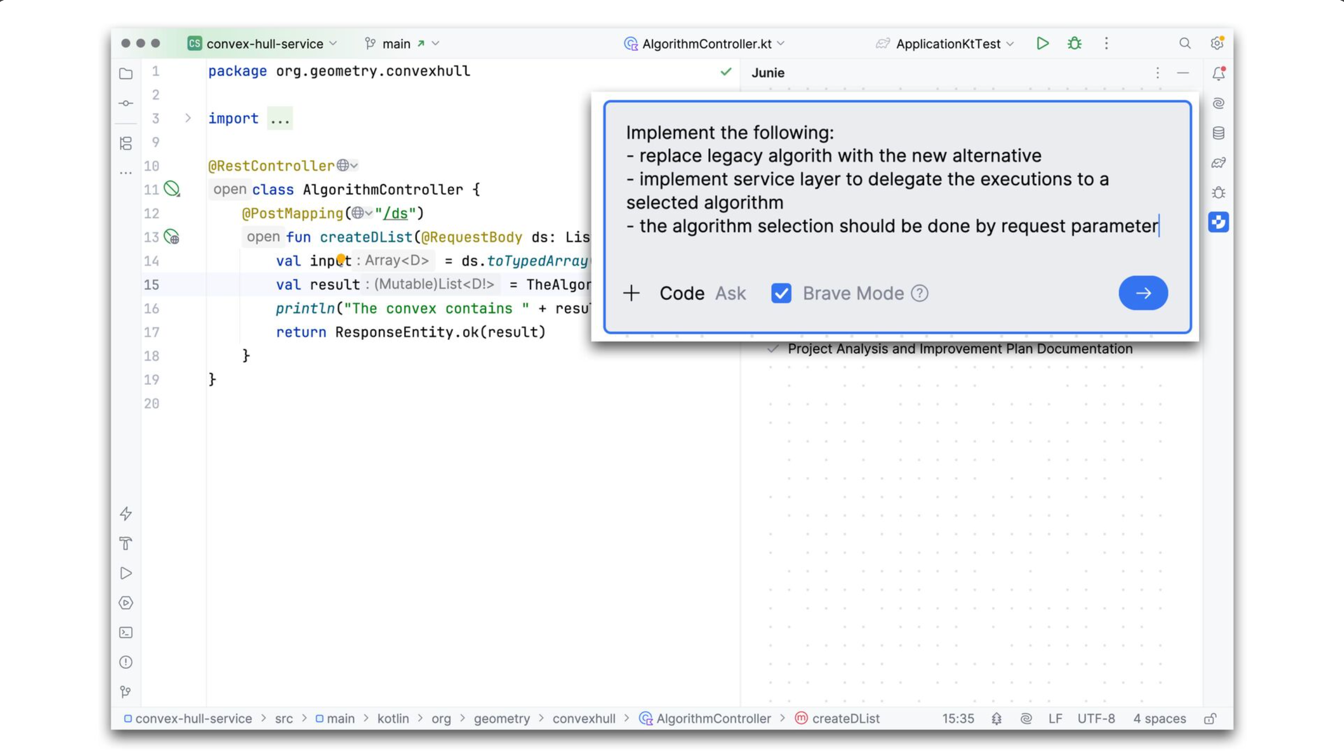 CS convex-hull-service main AlgorithmController.kt ApplicationKtTest
1 package org.geometry.convexhull
2
3 import ...
9
10 @RestController
11 open class AlgorithmController {
12 @PostMapping("/ds")
13 open fun createDList(@RequestBody ds: Lis
14 val input : Array<D> = ds.toTypedArray
15 val result : (Mutable)List<D!> = TheAlgor
16 println("The convex contains " + resu
17 return ResponseEntity.ok(result)
18 }
19 }
20
Junie
Implement the following:
- replace legacy algorith with the new alternative
- implement service layer to delegate the executions to a
selected algorithm
- the algorithm selection should be done by request parameter
Code Ask Brave Mode ?
Project Analysis and Improvement Plan Documentation
convex-hull-service > src > main > kotlin > org > geometry > convexhull > AlgorithmController > m createDList 15:35 LF UTF-8 4 spaces